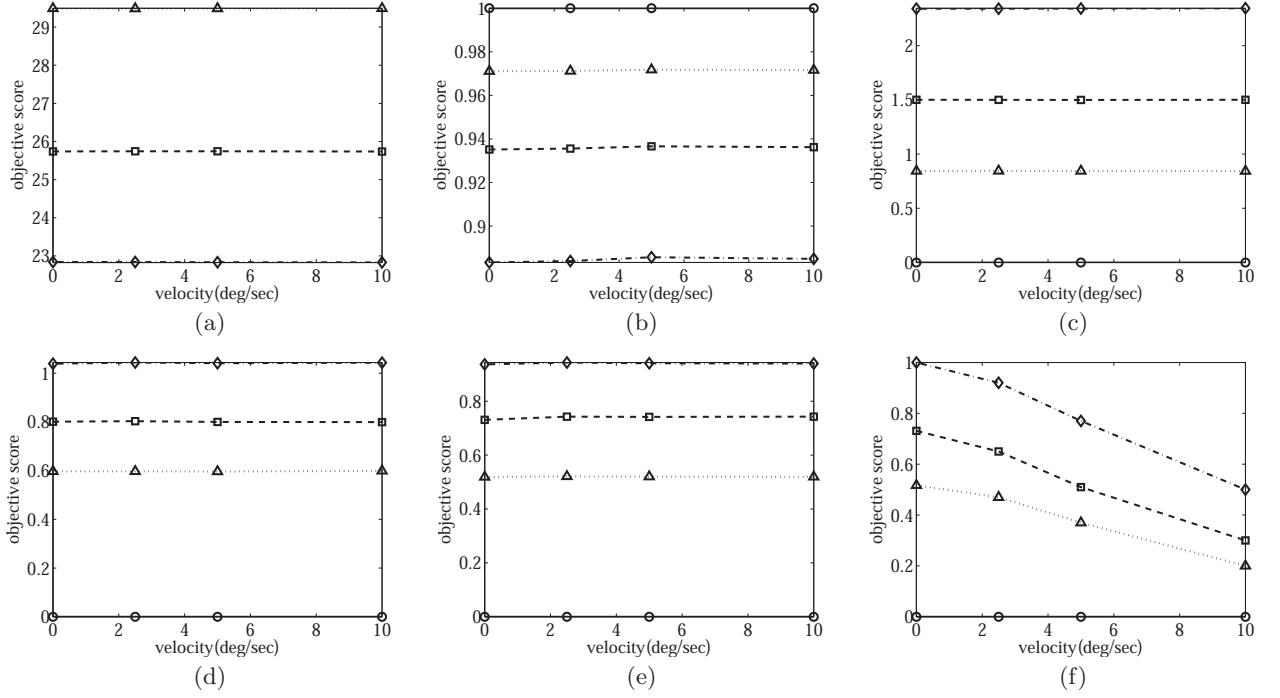 29
28
27
26
25
24
23
objective score
0 2 4 6 8 10
velocity(deg/sec)
(a)
1
0.98
0.96
0.94
0.92
0.9
objective score
0 2 4 6 8 10
velocity(deg/sec)
(b)
2
1.5
1
0.5
0
objective score
0 2 4 6 8 10
velocity(deg/sec)
(c)
1
0.8
0.6
0.4
0.2
0
objective score
0 2 4 6 8 10
velocity(deg/sec)
(d)
0.8
0.6
0.4
0.2
0
objective score
0 2 4 6 8 10
velocity(deg/sec)
(e)
1
0.8
0.6
0.4
0.2
0
objective score
0 2 4 6 8 10
velocity(deg/sec)
(f)